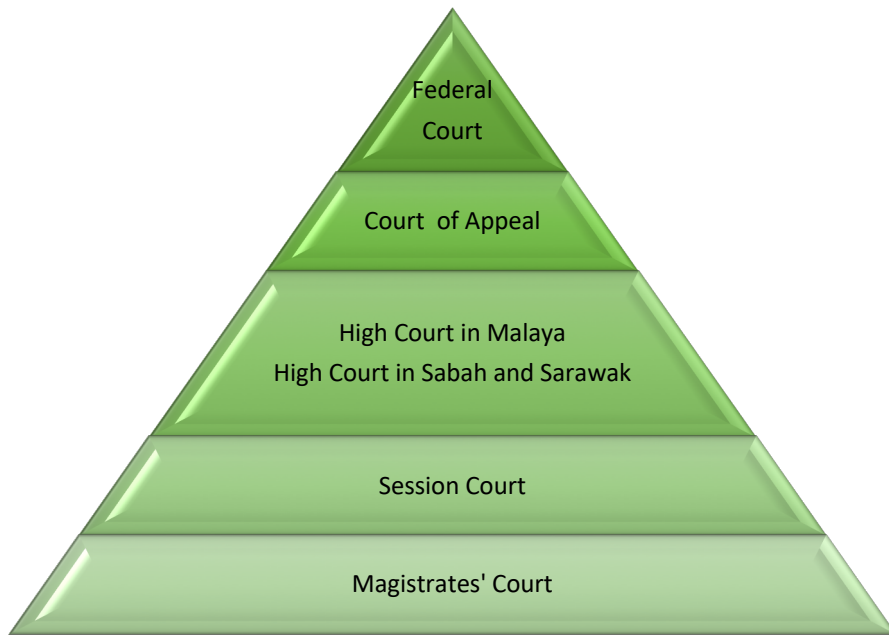 Federal
Court
Court of Appeal
High Court in Malaya
High Court in Sabah and Sarawak
Session Court
Magistrates' Court